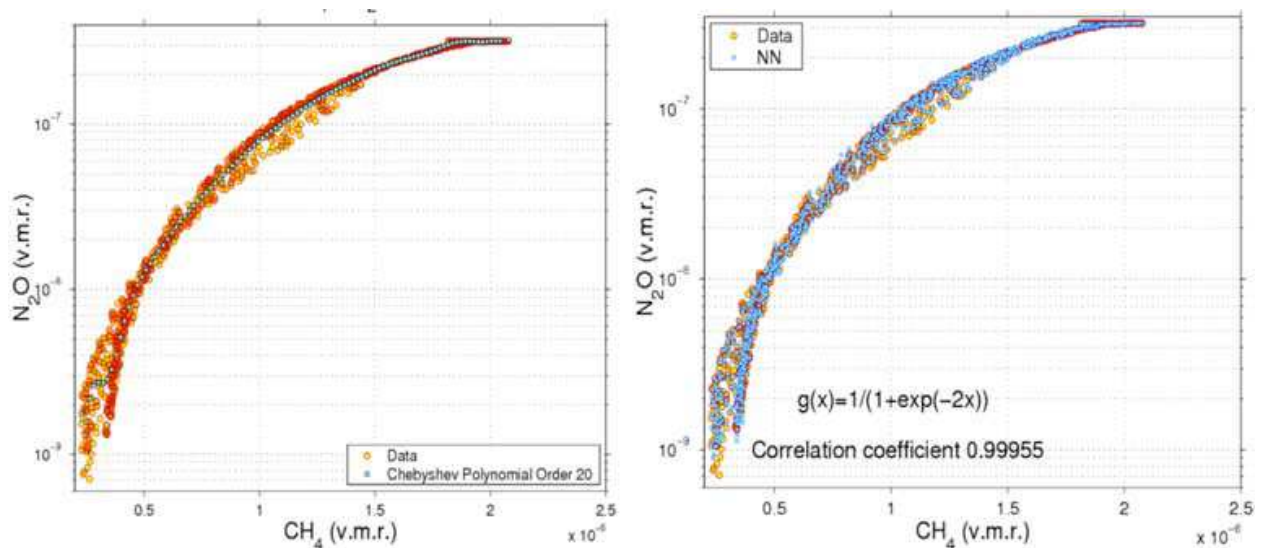 10⁻⁷
10⁻⁸
10⁻⁹
N₂O (v.m.r.)
Data
Chebyshev Polynomial Order 20
0.5 1 1.5 2 2.5
CH₄ (v.m.r.)
x 10⁻⁶
Data
NN
10⁻⁷
10⁻⁸
10⁻⁹
N₂O (v.m.r.)
g(x)=1/(1+exp(−2x))
Correlation coefficient 0.99955
0.5 1 1.5 2 2.5
CH₄ (v.m.r.)
x 10⁻⁶